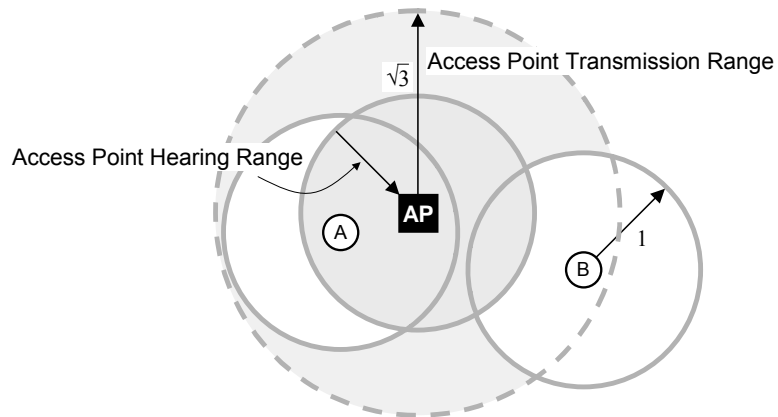 √3
Access Point Transmission Range
Access Point Hearing Range
AP
A
1
B